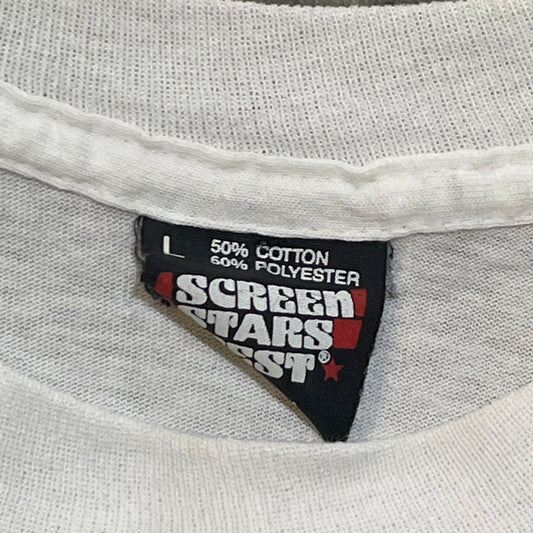 L 50% COTTON
50% POLYESTER
SCREEN
STARS
BEST®